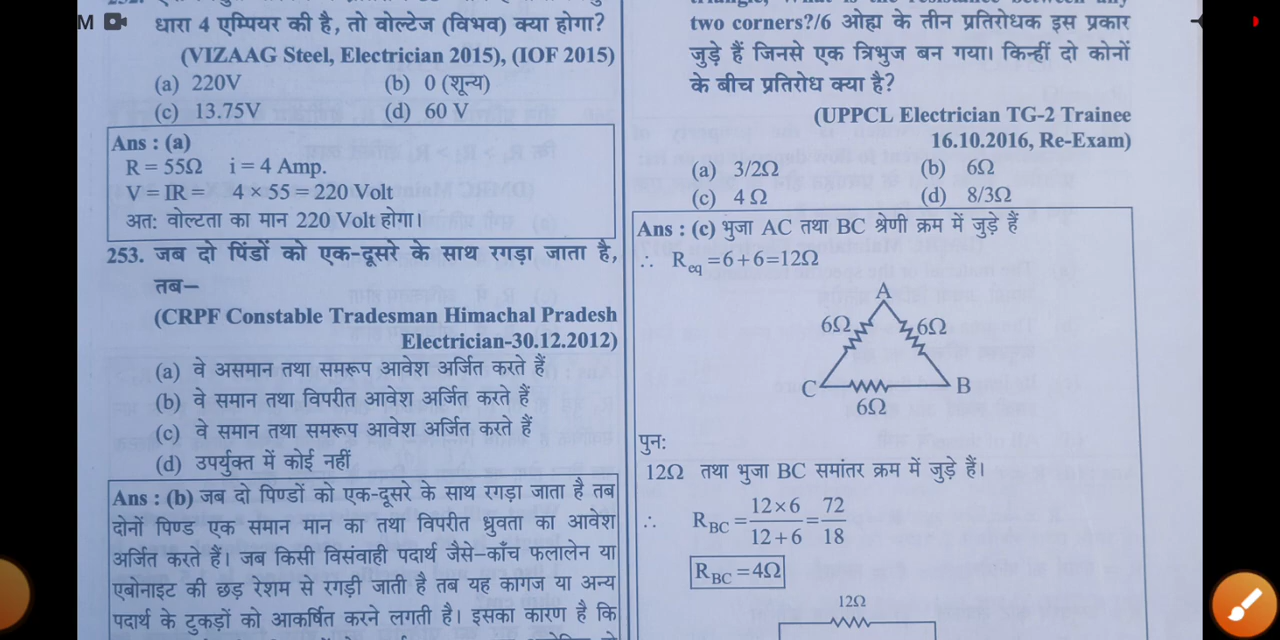 M
धारा 4 एम्पियर की है, तो वोल्टेज (विभव) क्या होगा?
(VIZAAG Steel, Electrician 2015), (IOF 2015)
(a) 220V (b) 0 (शून्य)
(c) 13.75V (d) 60 V
Ans : (a)
R = 55Ω i = 4 Amp.
V = IR = 4 × 55 = 220 Volt
अत: वोल्टता का मान 220 Volt होगा।
253. जब दो पिंडों को एक-दूसरे के साथ रगड़ा जाता है,
तब–
(CRPF Constable Tradesman Himachal Pradesh
Electrician-30.12.2012)
(a) वे असमान तथा समरूप आवेश अर्जित करते हैं
(b) वे समान तथा विपरीत आवेश अर्जित करते हैं
(c) वे समान तथा समरूप आवेश अर्जित करते हैं
(d) उपर्युक्त में कोई नहीं
Ans : (b) जब दो पिण्डों को एक-दूसरे के साथ रगड़ा जाता है तब
दोनों पिण्ड एक समान मान का तथा विपरीत ध्रुवता का आवेश
अर्जित करते हैं। जब किसी विसंवाही पदार्थ जैसे–काँच फलालेन या
एबोनाइट की छड़ रेशम से रगड़ी जाती है तब यह कागज या अन्य
पदार्थ के टुकड़ों को आकर्षित करने लगती है। इसका कारण है कि
two corners?/6 ओह्म के तीन प्रतिरोधक इस प्रकार
जुड़े हैं जिनसे एक त्रिभुज बन गया। किन्हीं दो कोनों
के बीच प्रतिरोध क्या है?
(UPPCL Electrician TG-2 Trainee
16.10.2016, Re-Exam)
(a) 3/2Ω (b) 6Ω
(c) 4 Ω (d) 8/3Ω
Ans : (c) भुजा AC तथा BC श्रेणी क्रम में जुड़े हैं
∴ Req =6+6=12Ω
A
6Ω 6Ω
C B
6Ω
पुन:
12Ω तथा भुजा BC समांतर क्रम में जुड़े हैं।
∴ RBC = 12×6/12+6 = 72/18
RBC =4Ω
12Ω